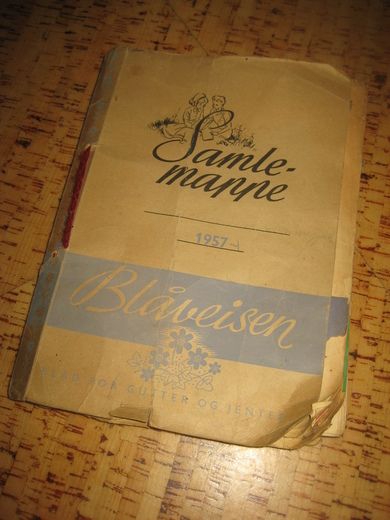 Samle-
mappe
1957
Blåveisen
BLAD FOR GUTTER OG JENTER